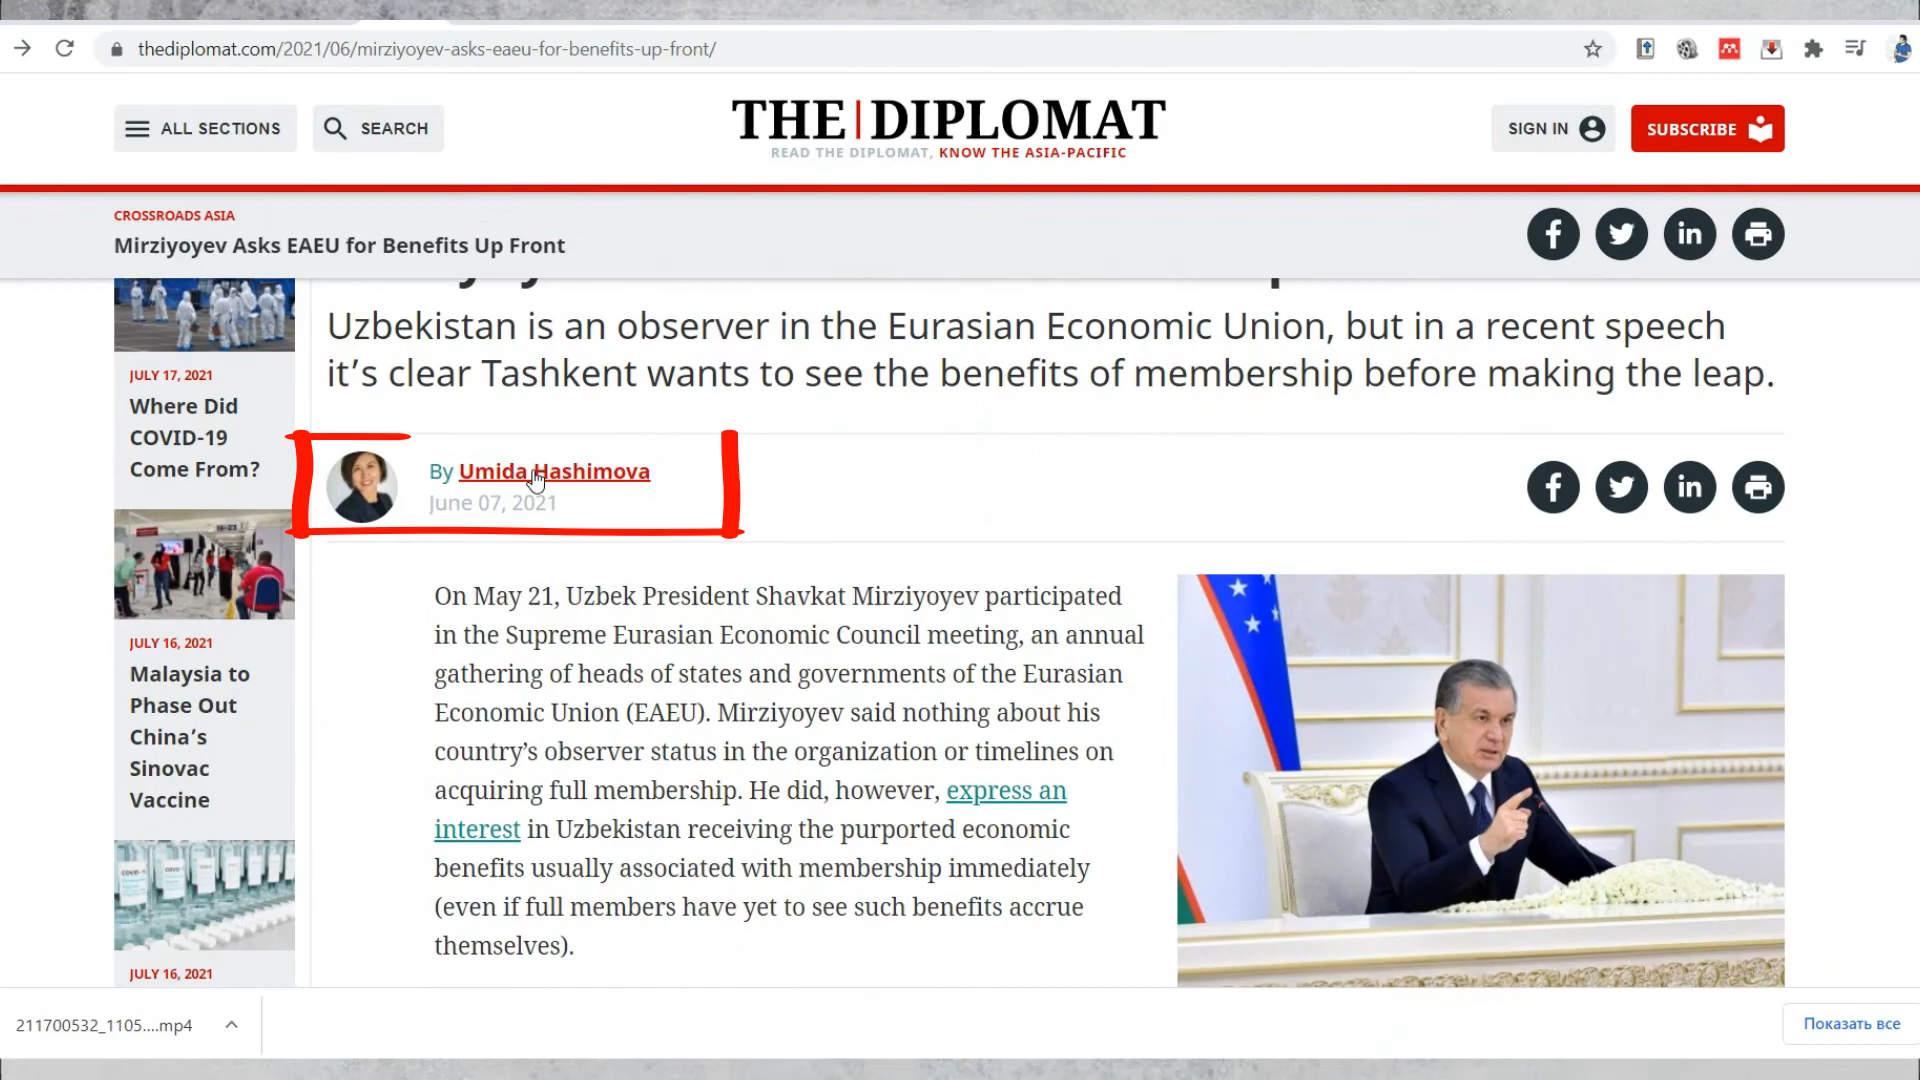 thediplomat.com/2021/06/mirziyoyev-asks-eaeu-for-benefits-up-front/
ALL SECTIONS
SEARCH
THE DIPLOMAT
READ THE DIPLOMAT, KNOW THE ASIA-PACIFIC
SIGN IN
SUBSCRIBE
CROSSROADS ASIA
Mirziyoyev Asks EAEU for Benefits Up Front
Uzbekistan is an observer in the Eurasian Economic Union, but in a recent speech
it’s clear Tashkent wants to see the benefits of membership before making the leap.
JULY 17, 2021
Where Did
COVID-19
Come From?
By Umida Hashimova
June 07, 2021
JULY 16, 2021
Malaysia to
Phase Out
China’s
Sinovac
Vaccine
JULY 16, 2021
On May 21, Uzbek President Shavkat Mirziyoyev participated
in the Supreme Eurasian Economic Council meeting, an annual
gathering of heads of states and governments of the Eurasian
Economic Union (EAEU). Mirziyoyev said nothing about his
country’s observer status in the organization or timelines on
acquiring full membership. He did, however, express an
interest in Uzbekistan receiving the purported economic
benefits usually associated with membership immediately
(even if full members have yet to see such benefits accrue
themselves).
211700532_1105....mp4
Показать все